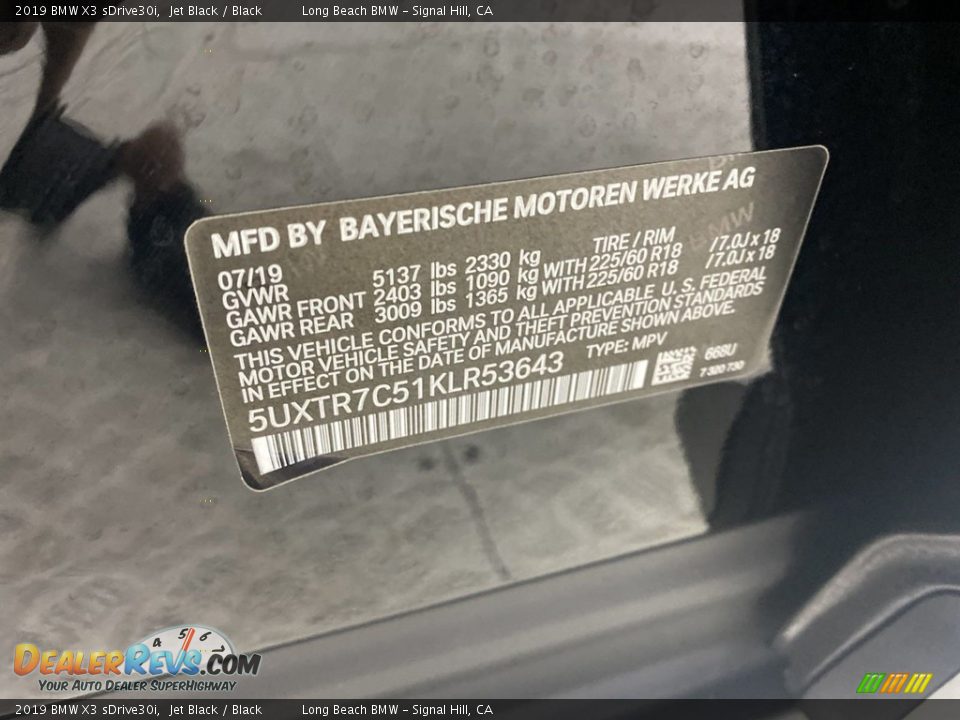 2019 BMW X3 sDrive30i, Jet Black / Black Long Beach BMW - Signal Hill, CA
MFD BY BAYERISCHE MOTOREN WERKE AG
07/19 TIRE / RIM
GVWR 5137 lbs 2330 kg
GAWR FRONT 2403 lbs 1090 kg WITH 225/60 R18 /7.0J x 18
GAWR REAR 3009 lbs 1365 kg WITH 225/60 R18 /7.0J x 18
THIS VEHICLE CONFORMS TO ALL APPLICABLE U. S. FEDERAL
MOTOR VEHICLE SAFETY AND THEFT PREVENTION STANDARDS
IN EFFECT ON THE DATE OF MANUFACTURE SHOWN ABOVE.
5UXTR7C51KLR53643 TYPE: MPV
668U
7 320 730
4 5 6
DEALERREVS.COM
YOUR AUTO DEALER SUPERHIGHWAY
2019 BMW X3 sDrive30i, Jet Black / Black Long Beach BMW - Signal Hill, CA